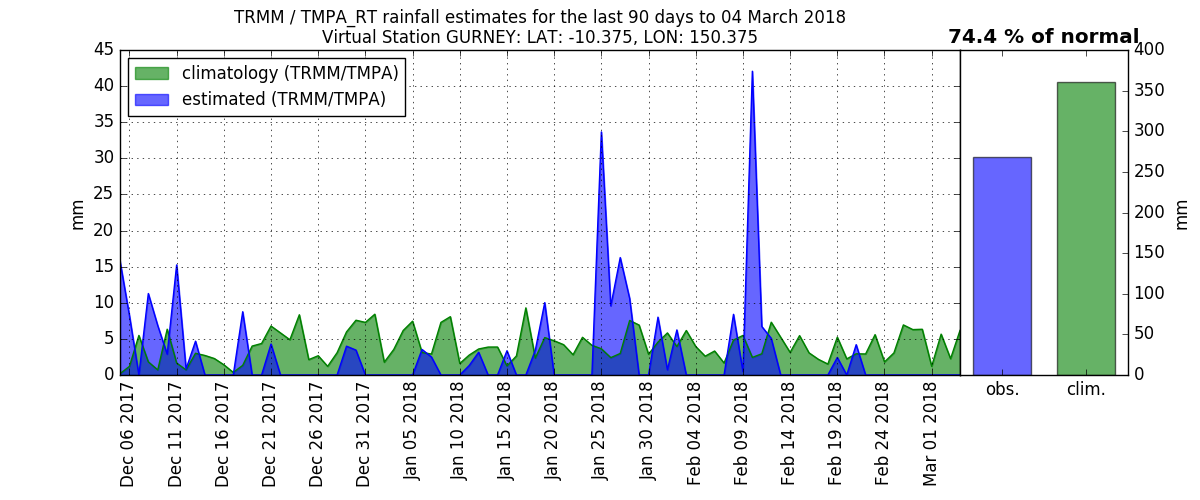 TRMM / TMPA_RT rainfall estimates for the last 90 days to 04 March 2018
Virtual Station GURNEY: LAT: -10.375, LON: 150.375
74.4 % of normal
climatology (TRMM/TMPA)
estimated (TRMM/TMPA)
45
40
35
30
25
20
15
10
5
0
mm
Dec 06 2017
Dec 11 2017
Dec 16 2017
Dec 21 2017
Dec 26 2017
Dec 31 2017
Jan 05 2018
Jan 10 2018
Jan 15 2018
Jan 20 2018
Jan 25 2018
Jan 30 2018
Feb 04 2018
Feb 09 2018
Feb 14 2018
Feb 19 2018
Feb 24 2018
Mar 01 2018
obs.
clim.
400
350
300
250
200
150
100
50
0
mm